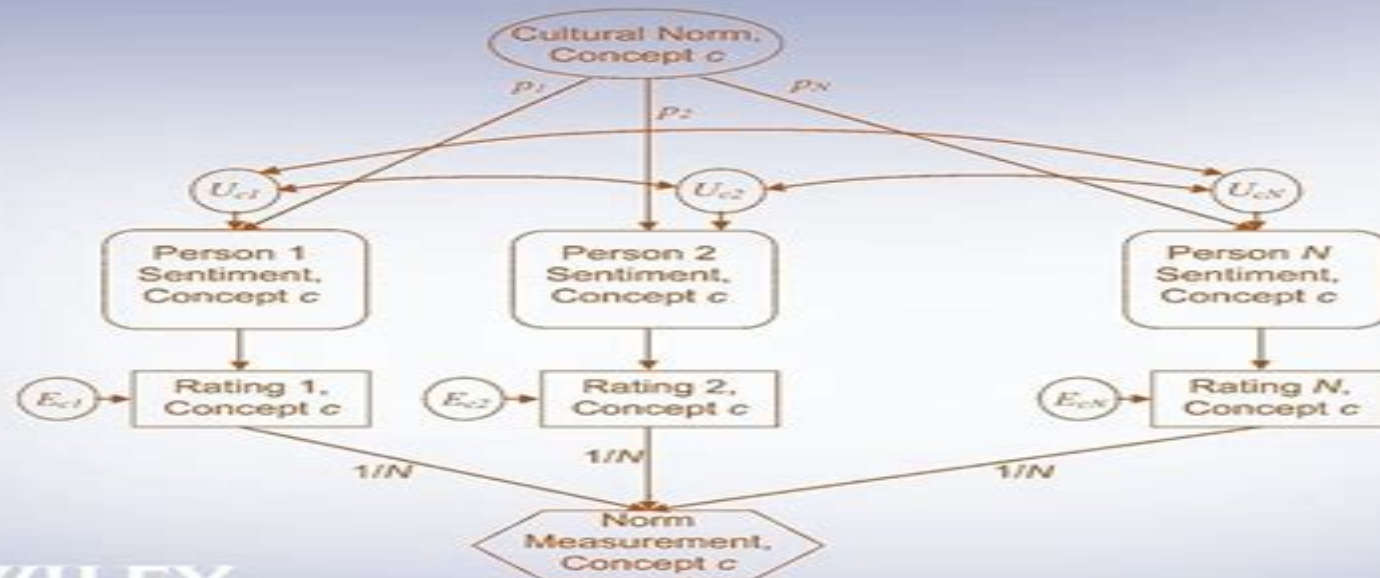 Cultural Norm,
Concept c
p1
p2
pN
Uc1
Uc2
UcN
Person 1
Sentiment,
Concept c
Person 2
Sentiment,
Concept c
Person N
Sentiment,
Concept c
Ec1
Rating 1,
Concept c
Ec2
Rating 2,
Concept c
EcN
Rating N,
Concept c
1/N
1/N
1/N
Norm
Measurement,
Concept c